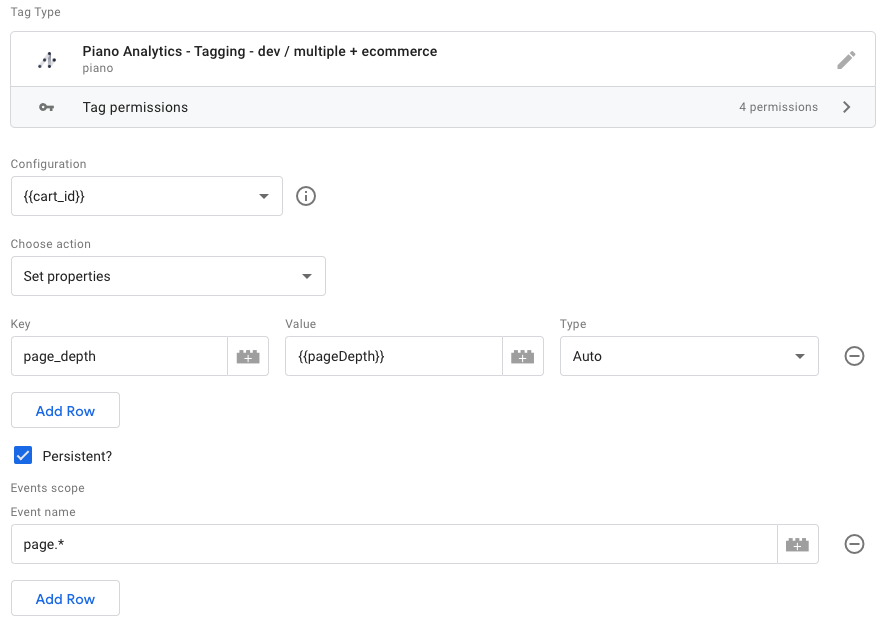 Tag Type
Piano Analytics - Tagging - dev / multiple + ecommerce
piano
Tag permissions 4 permissions
Configuration
{{cart_id}}
Choose action
Set properties
Key Value Type
page_depth {{pageDepth}} Auto
Add Row
Persistent?
Events scope
Event name
page.*
Add Row